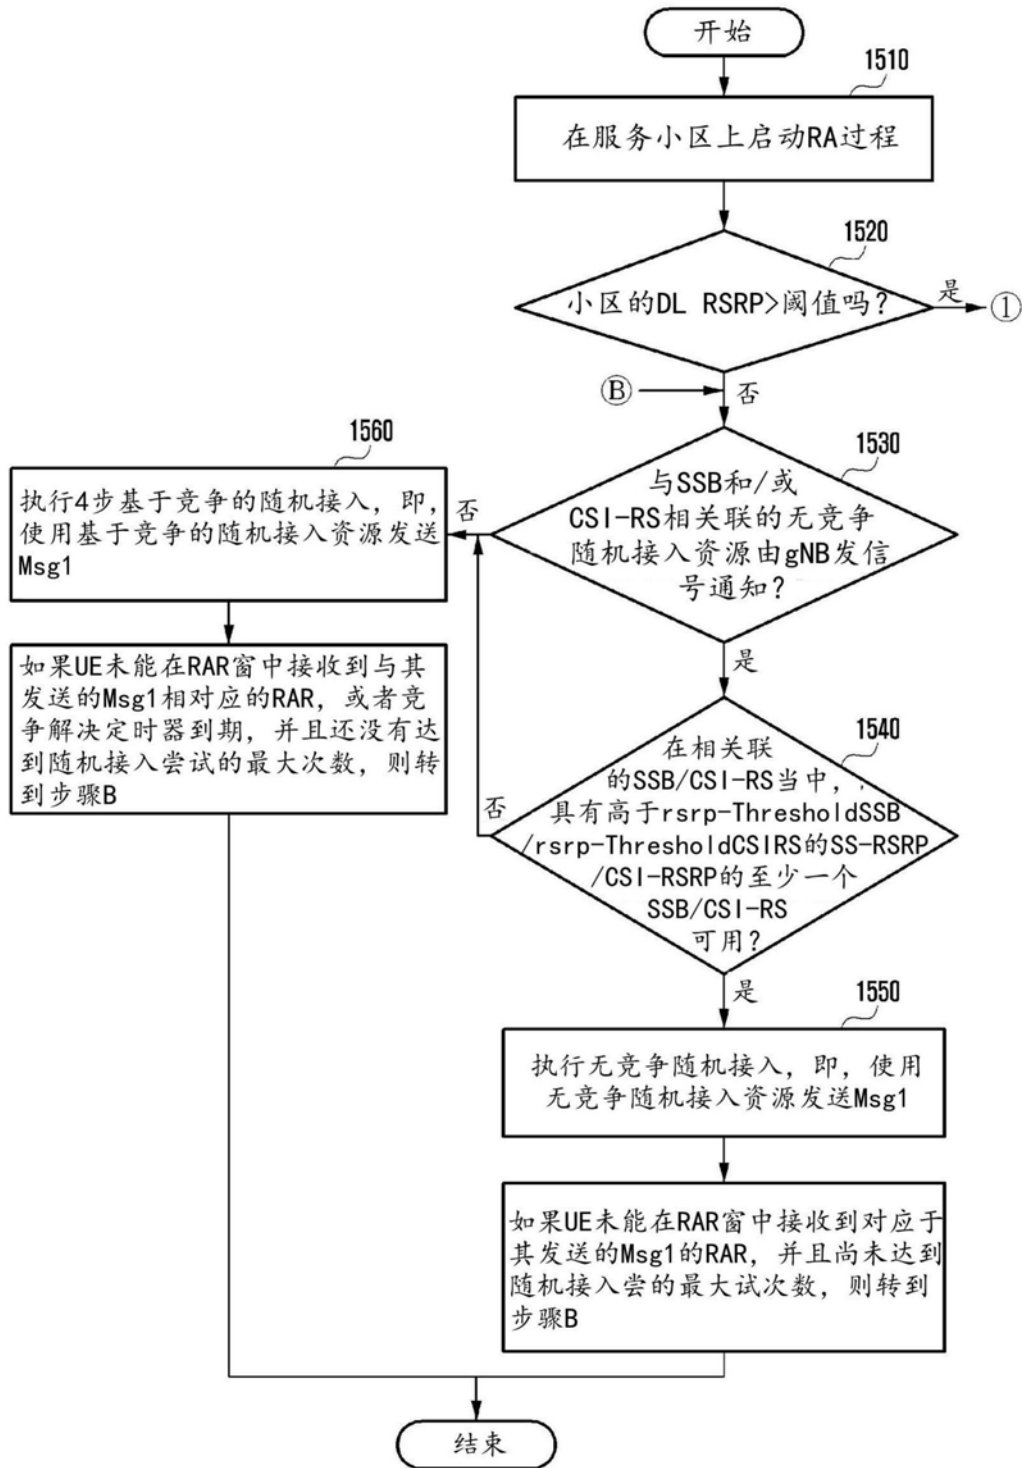 开始
1510
在服务小区上启动RA过程
1520
小区的DL RSRP>阈值吗？
是
①
Ⓑ
否
1530
与SSB和/或
CSI-RS相关联的无竞争
随机接入资源由gNB发信
号通知？
否
1560
执行4步基于竞争的随机接入，即，
使用基于竞争的随机接入资源发送
Msg1
如果UE未能在RAR窗中接收到与其
发送的Msg1相对应的RAR，或者竞
争解决定时器到期，并且还没有达
到随机接入尝试的最大次数，则转
到步骤B
是
1540
在相关联
的SSB/CSI-RS当中，
具有高于rsrp-ThresholdSSB
/rsrp-ThresholdCSIRS的SS-RSRP
/CSI-RSRP的至少一个
SSB/CSI-RS
可用？
否
是
1550
执行无竞争随机接入，即，使用
无竞争随机接入资源发送Msg1
如果UE未能在RAR窗中接收到对应于
其发送的Msg1的RAR，并且尚未达到
随机接入尝的最大试次数，则转到
步骤B
结束